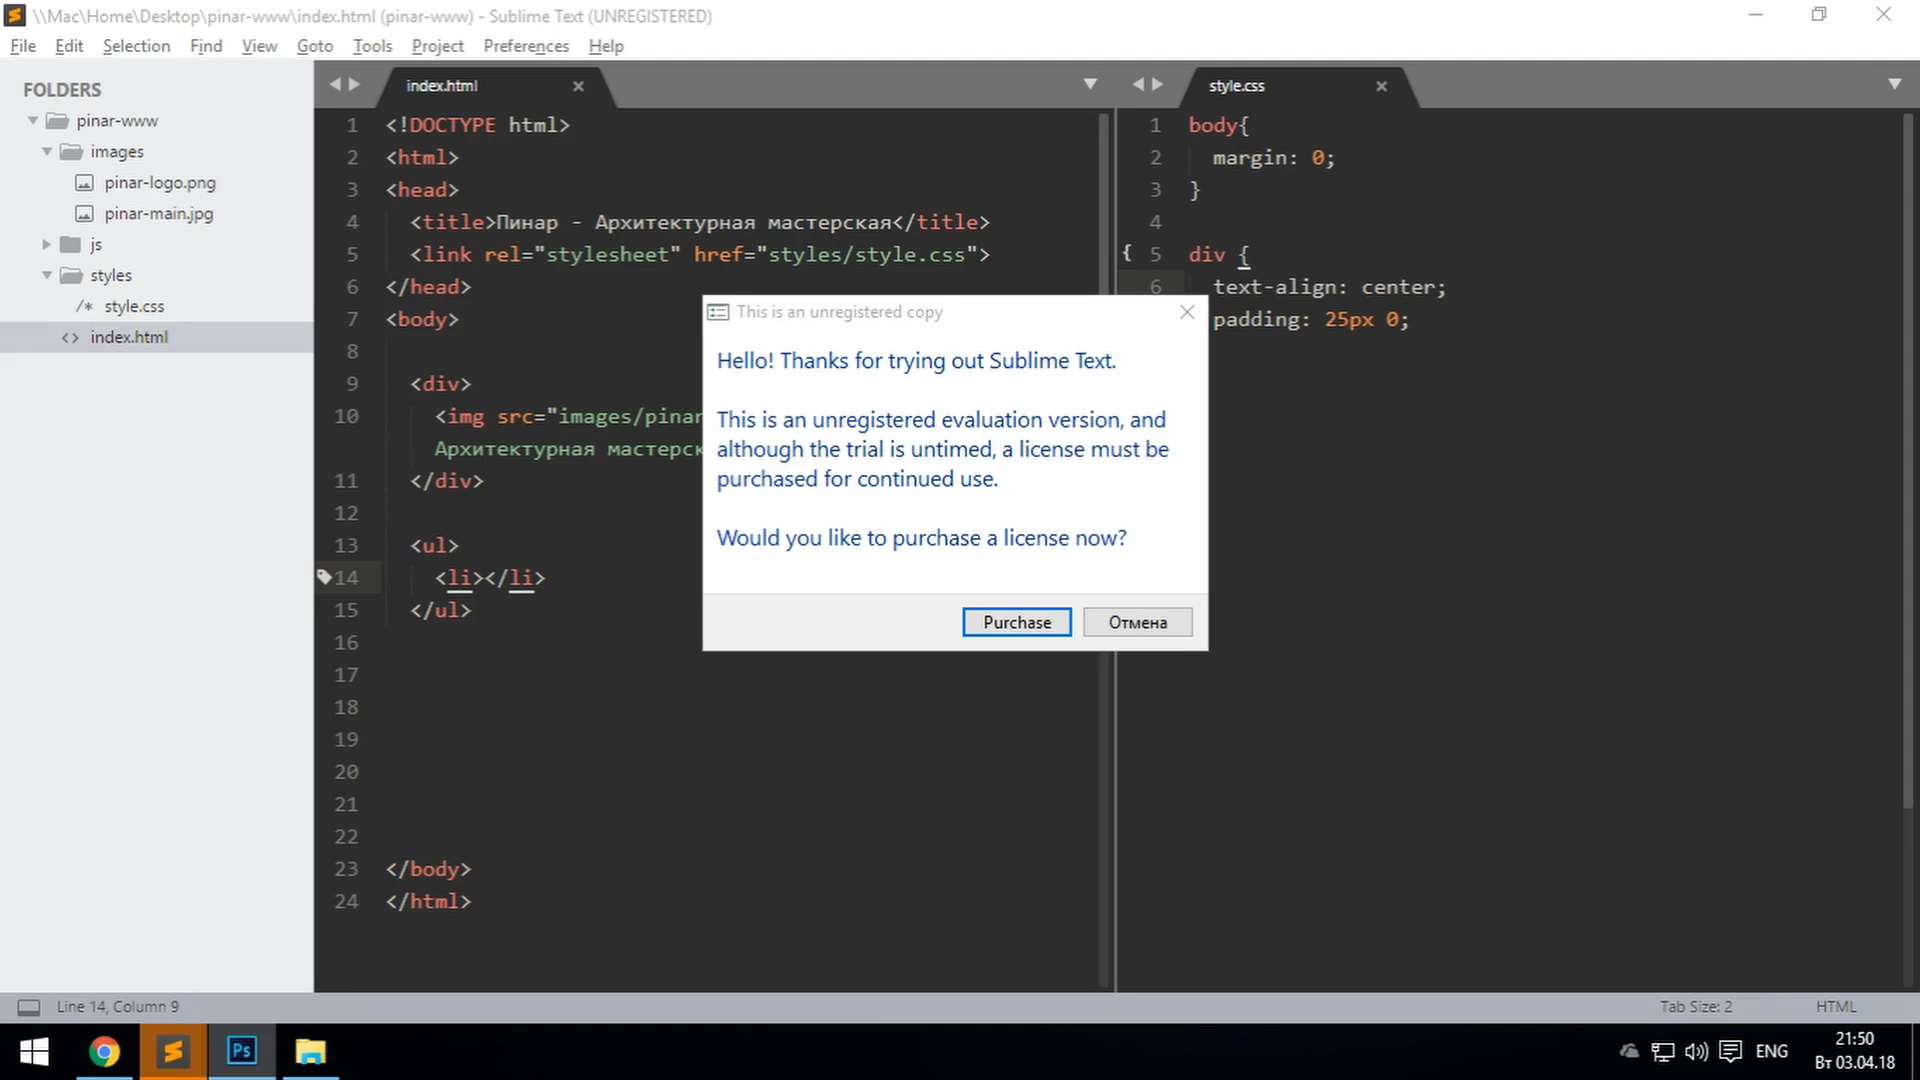 \\Mac\Home\Desktop\pinar-www\index.html (pinar-www) - Sublime Text (UNREGISTERED)
File Edit Selection Find View Goto Tools Project Preferences Help
FOLDERS
pinar-www
images
pinar-logo.png
pinar-main.jpg
js
styles
/* style.css
<> index.html
index.html
1 <!DOCTYPE html>
2 <html>
3 <head>
4 <title>Пинар - Архитектурная мастерская</title>
5 <link rel="stylesheet" href="styles/style.css">
6 </head>
7 <body>
8
9 <div>
10 <img src="images/pinar
Архитектурная мастерск
11 </div>
12
13 <ul>
14 <li></li>
15 </ul>
16
17
18
19
20
21
22
23 </body>
24 </html>
style.css
1 body{
2 margin: 0;
3 }
4
{ 5 div {
6 text-align: center;
padding: 25px 0;
This is an unregistered copy
Hello! Thanks for trying out Sublime Text.
This is an unregistered evaluation version, and
although the trial is untimed, a license must be
purchased for continued use.
Would you like to purchase a license now?
Purchase Отмена
Line 14, Column 9 Tab Size: 2 HTML
Ps
ENG
21:50
Вт 03.04.18